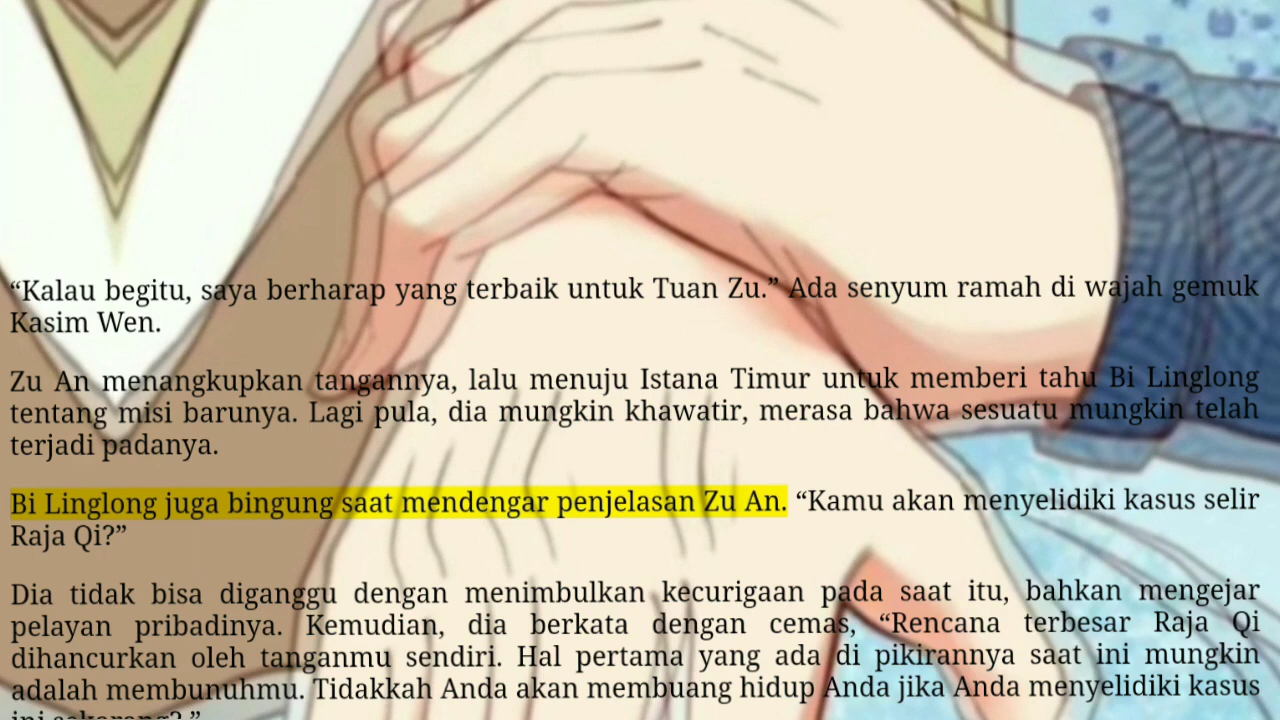 “Kalau begitu, saya berharap yang terbaik untuk Tuan Zu.” Ada senyum ramah di wajah gemuk
Kasim Wen.
Zu An menangkupkan tangannya, lalu menuju Istana Timur untuk memberi tahu Bi Linglong
tentang misi barunya. Lagi pula, dia mungkin khawatir, merasa bahwa sesuatu mungkin telah
terjadi padanya.
Bi Linglong juga bingung saat mendengar penjelasan Zu An. “Kamu akan menyelidiki kasus selir
Raja Qi?”
Dia tidak bisa diganggu dengan menimbulkan kecurigaan pada saat itu, bahkan mengejar
pelayan pribadinya. Kemudian, dia berkata dengan cemas, “Rencana terbesar Raja Qi
dihancurkan oleh tanganmu sendiri. Hal pertama yang ada di pikirannya saat ini mungkin
adalah membunuhmu. Tidakkah Anda akan membuang hidup Anda jika Anda menyelidiki kasus
ini sekarang? ”